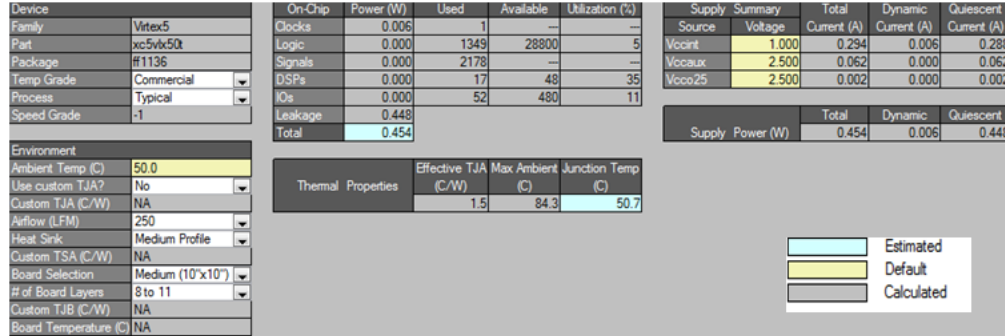 Device
Family Virtex5
Part xc5vlx50t
Package ff1136
Temp Grade Commercial
Process Typical
Speed Grade -1
Environment
Ambient Temp (C) 50.0
Use custom TJA? No
Custom TJA (C/W) NA
Airflow (LFM) 250
Heat Sink Medium Profile
Custom TSA (C/W) NA
Board Selection Medium (10"x10")
# of Board Layers 8 to 11
Custom TJB (C/W) NA
Board Temperature (C) NA
On-Chip Power (W) Used Available Utilization (%)
Clocks 0.006 1 --- ---
Logic 0.000 1349 28800 5
Signals 0.000 2178 --- ---
DSPs 0.000 17 48 35
IOs 0.000 52 480 11
Leakage 0.448
Total 0.454
Thermal Properties Effective TJA (C/W) Max Ambient (C) Junction Temp (C)
1.5 84.3 50.7
Supply Summary Total Dynamic Quiescent
Source Voltage Current (A) Current (A) Current (A)
Vccint 1.000 0.294 0.006 0.288
Vccaux 2.500 0.062 0.000 0.062
Vcco25 2.500 0.002 0.000 0.002
Total Dynamic Quiescent
Supply Power (W) 0.454 0.006 0.448
Estimated
Default
Calculated